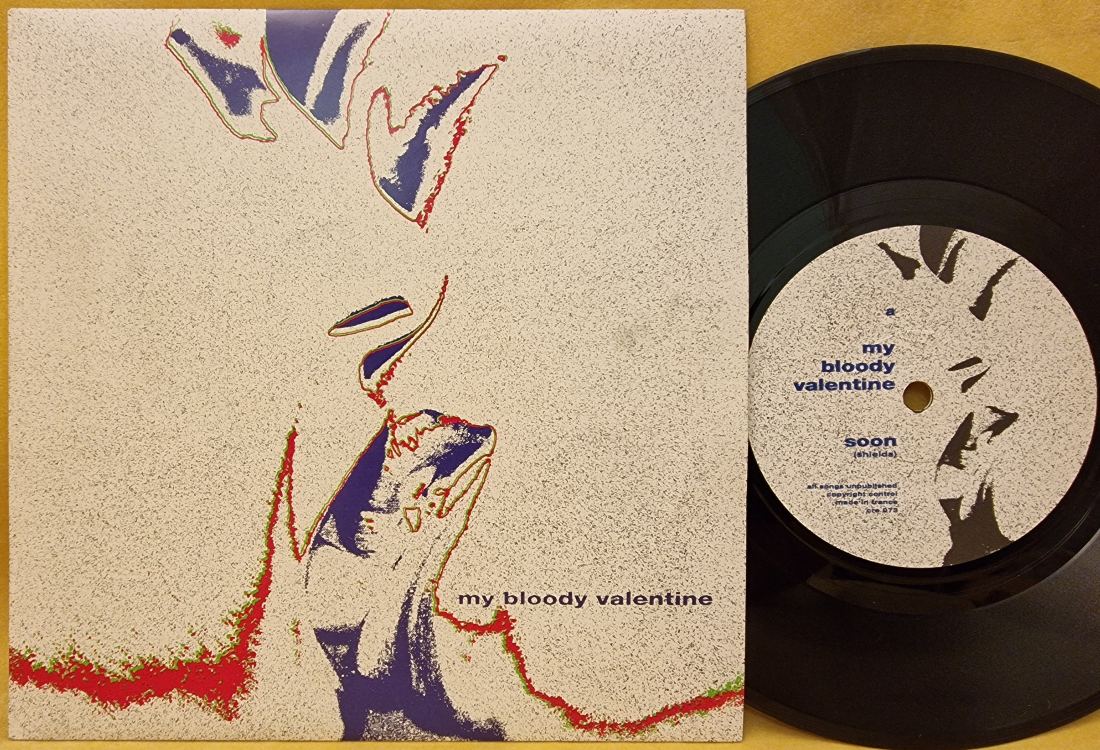 my bloody valentine
a
my
bloody
valentine
soon
(shields)
all songs unpublished
copyright control
made in france
cre 073